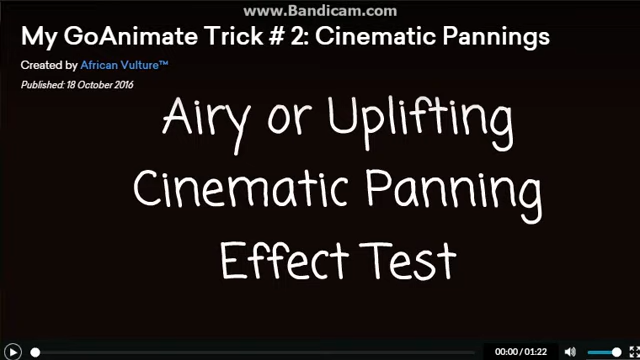 www.Bandicam.com
My GoAnimate Trick # 2: Cinematic Pannings
Created by African Vulture™
Published: 18 October 2016
Airy or Uplifting
Cinematic Panning
Effect Test
00:00 / 01:22